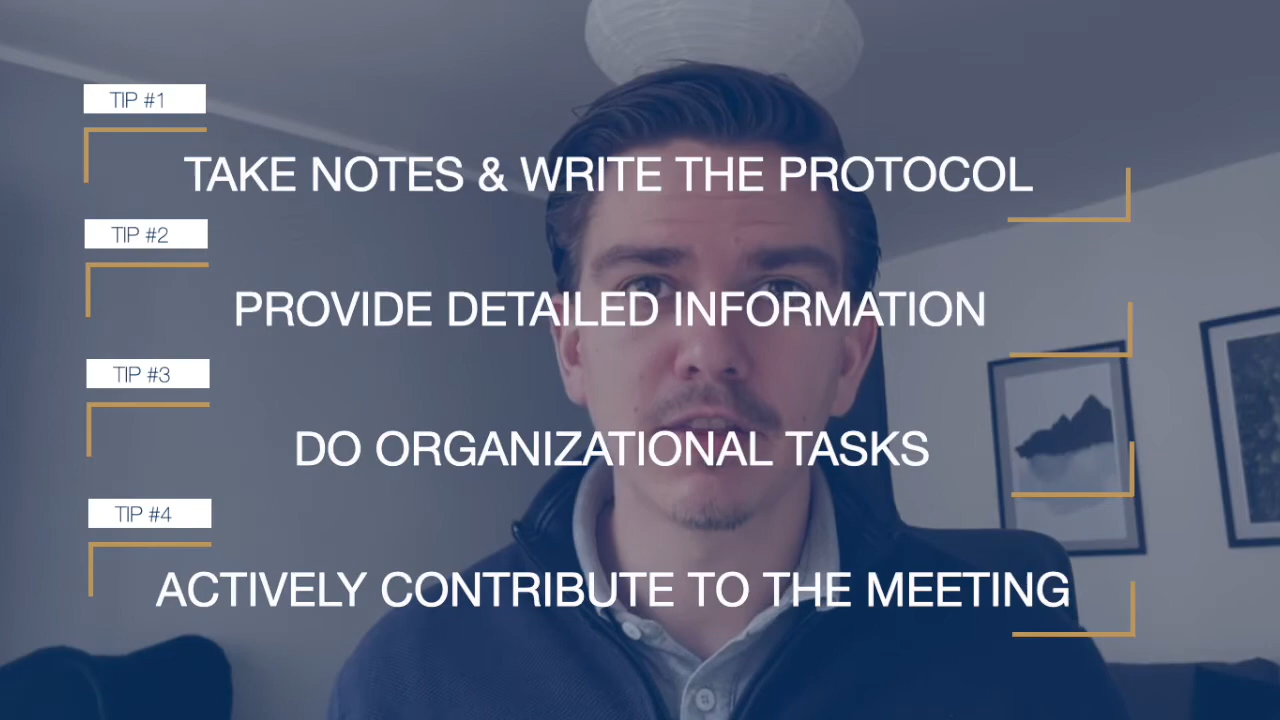 TIP #1
TAKE NOTES & WRITE THE PROTOCOL
TIP #2
PROVIDE DETAILED INFORMATION
TIP #3
DO ORGANIZATIONAL TASKS
TIP #4
ACTIVELY CONTRIBUTE TO THE MEETING